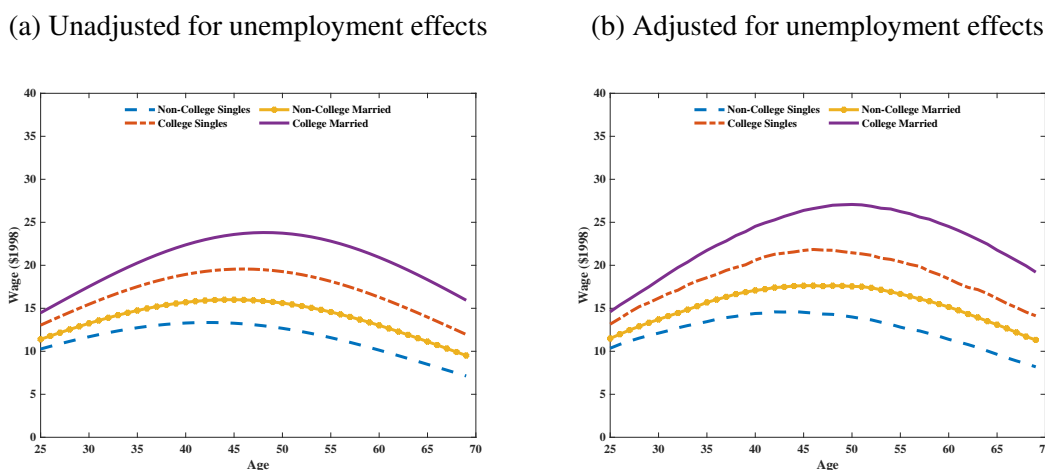 (a) Unadjusted for unemployment effects
40
35
30
25
20
15
10
5
0
Wage ($1998)
Non-College Singles
College Singles
Non-College Married
College Married
25 30 35 40 45 50 55 60 65 70
Age
(b) Adjusted for unemployment effects
40
35
30
25
20
15
10
5
0
Wage ($1998)
Non-College Singles
College Singles
Non-College Married
College Married
25 30 35 40 45 50 55 60 65
Age